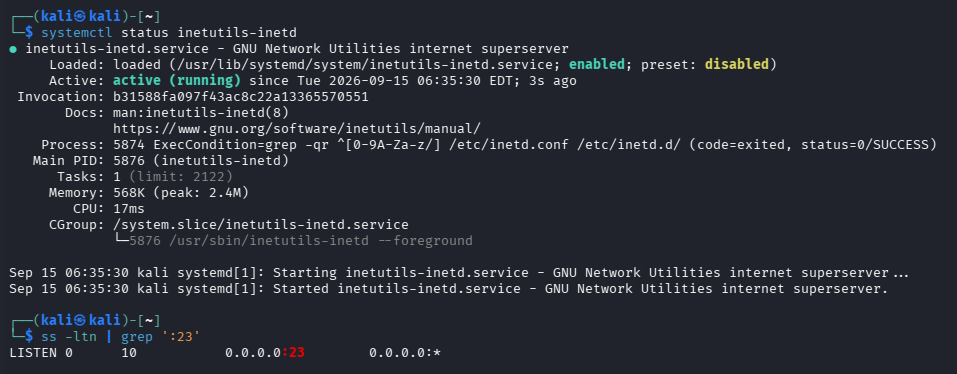 ┌──(kali㉿kali)-[~]
└─$ systemctl status inetutils-inetd
● inetutils-inetd.service - GNU Network Utilities internet superserver
     Loaded: loaded (/usr/lib/systemd/system/inetutils-inetd.service; enabled; preset: disabled)
     Active: active (running) since Tue 2026-09-15 06:35:30 EDT; 3s ago
 Invocation: b31588fa097f43ac8c22a13365570551
       Docs: man:inetutils-inetd(8)
             https://www.gnu.org/software/inetutils/manual/
    Process: 5874 ExecCondition=grep -qr ^[0-9A-Za-z/] /etc/inetd.conf /etc/inetd.d/ (code=exited, status=0/SUCCESS)
   Main PID: 5876 (inetutils-inetd)
      Tasks: 1 (limit: 2122)
     Memory: 568K (peak: 2.4M)
        CPU: 17ms
     CGroup: /system.slice/inetutils-inetd.service
             └─5876 /usr/sbin/inetutils-inetd --foreground

Sep 15 06:35:30 kali systemd[1]: Starting inetutils-inetd.service - GNU Network Utilities internet superserver...
Sep 15 06:35:30 kali systemd[1]: Started inetutils-inetd.service - GNU Network Utilities internet superserver.

┌──(kali㉿kali)-[~]
└─$ ss -ltn | grep ':23'
LISTEN 0      10           0.0.0.0:23        0.0.0.0:*